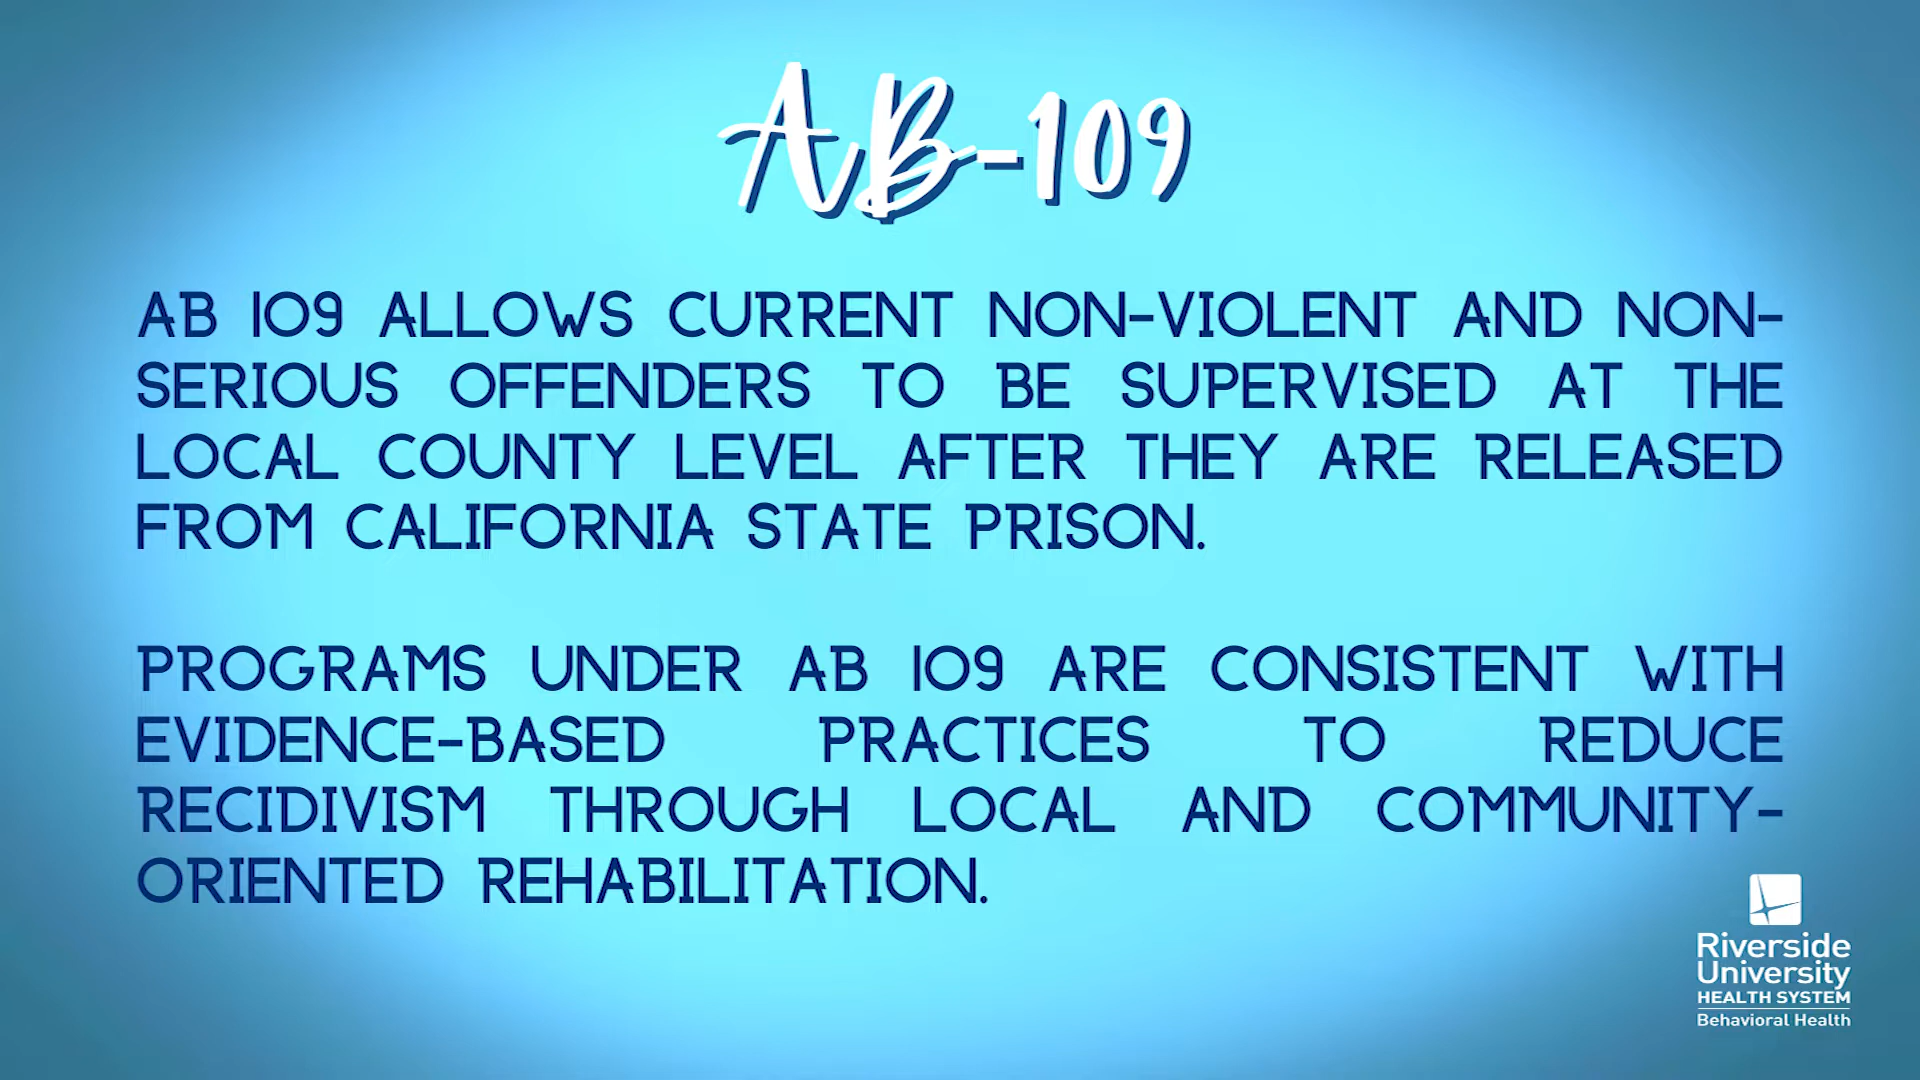 AB-109
AB 109 ALLOWS CURRENT NON-VIOLENT AND NON-
SERIOUS OFFENDERS TO BE SUPERVISED AT THE
LOCAL COUNTY LEVEL AFTER THEY ARE RELEASED
FROM CALIFORNIA STATE PRISON.
PROGRAMS UNDER AB 109 ARE CONSISTENT WITH
EVIDENCE-BASED PRACTICES TO REDUCE
RECIDIVISM THROUGH LOCAL AND COMMUNITY-
ORIENTED REHABILITATION.
Riverside
University
HEALTH SYSTEM
Behavioral Health